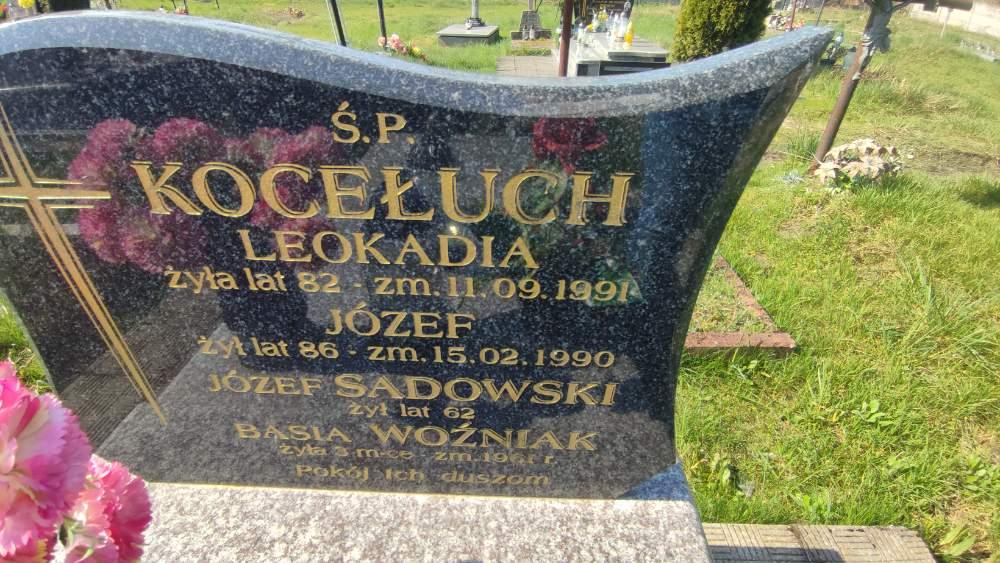 Ś.P.
KOCEŁUCH
LEOKADIA
żyła lat 82 - zm. 11.09.1991
JÓZEF
żył lat 86 - zm. 15.02.1990
JÓZEF SADOWSKI
żył lat 62
BASIA WOŹNIAK
żyła 3 m-ce zm. 1961 r.
Pokój Ich duszom